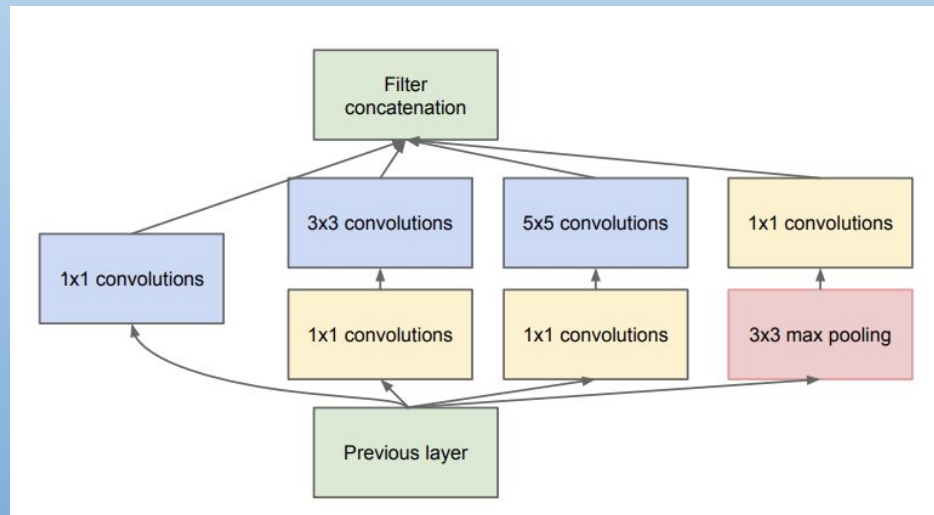 Filter
concatenation
3x3 convolutions
5x5 convolutions
1x1 convolutions
1x1 convolutions
1x1 convolutions
1x1 convolutions
3x3 max pooling
Previous layer